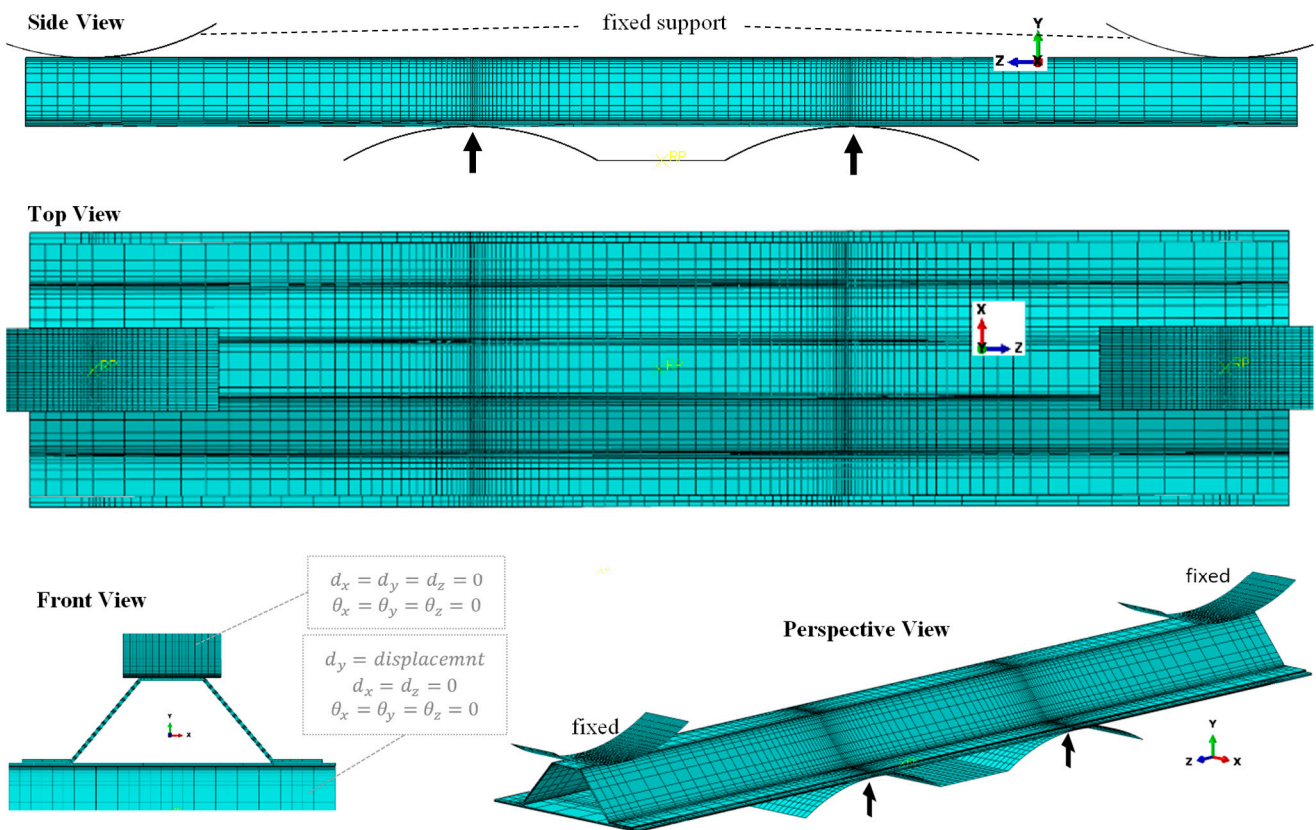 Side View
fixed support
Y
Z
X
RP
Top View
X
Z
Y
RP
RP
RP
Front View
d_x = d_y = d_z = 0
θ_x = θ_y = θ_z = 0
d_y = displacemnt
d_x = d_z = 0
θ_x = θ_y = θ_z = 0
Y
X
Perspective View
fixed
fixed
RP
Y
Z
X